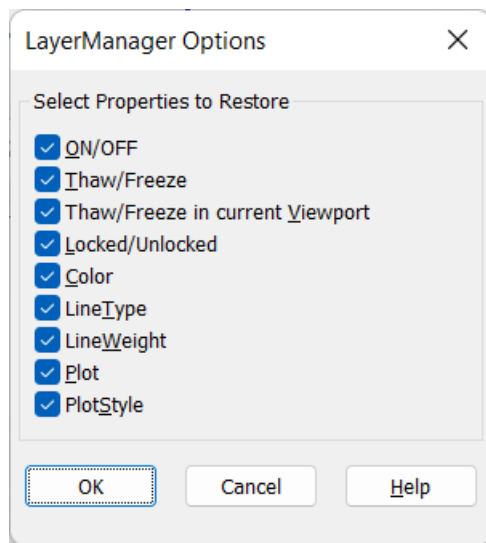 LayerManager Options
Select Properties to Restore
ON/OFF
Thaw/Freeze
Thaw/Freeze in current Viewport
Locked/Unlocked
Color
LineType
LineWeight
Plot
PlotStyle
OK Cancel Help